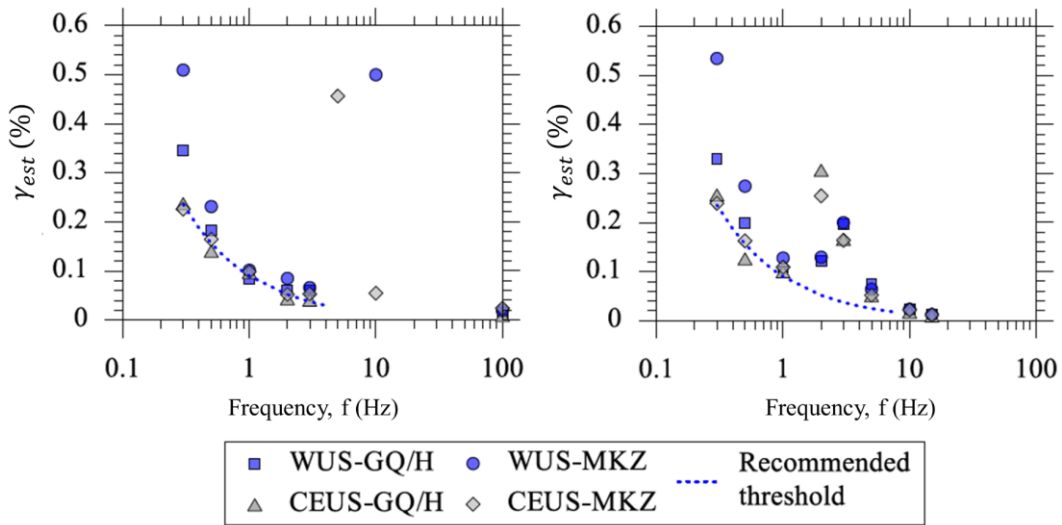 0.6
0.5
0.4
0.3
0.2
0.1
0
γest (%)
0.1
1
10
100
Frequency, f (Hz)
0.6
0.5
0.4
0.3
0.2
0.1
0
γest (%)
0.1
1
10
100
Frequency, f (Hz)
WUS-GQ/H
WUS-MKZ
Recommended
threshold
CEUS-GQ/H
CEUS-MKZ